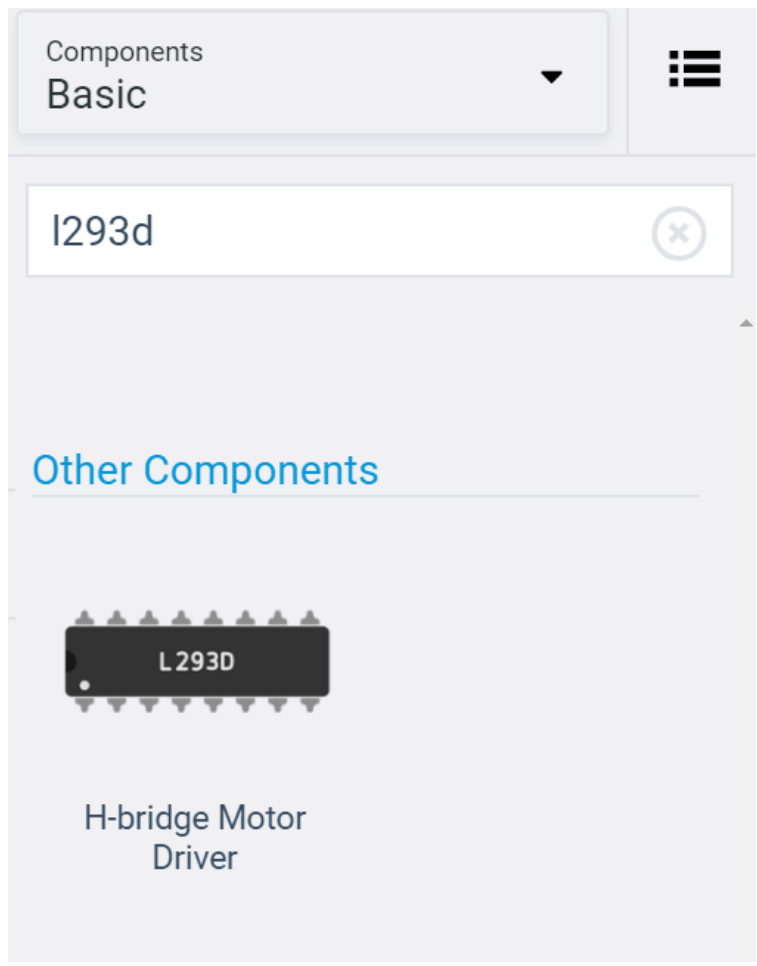 Components
Basic
l293d
Other Components
L293D
H-bridge Motor
Driver